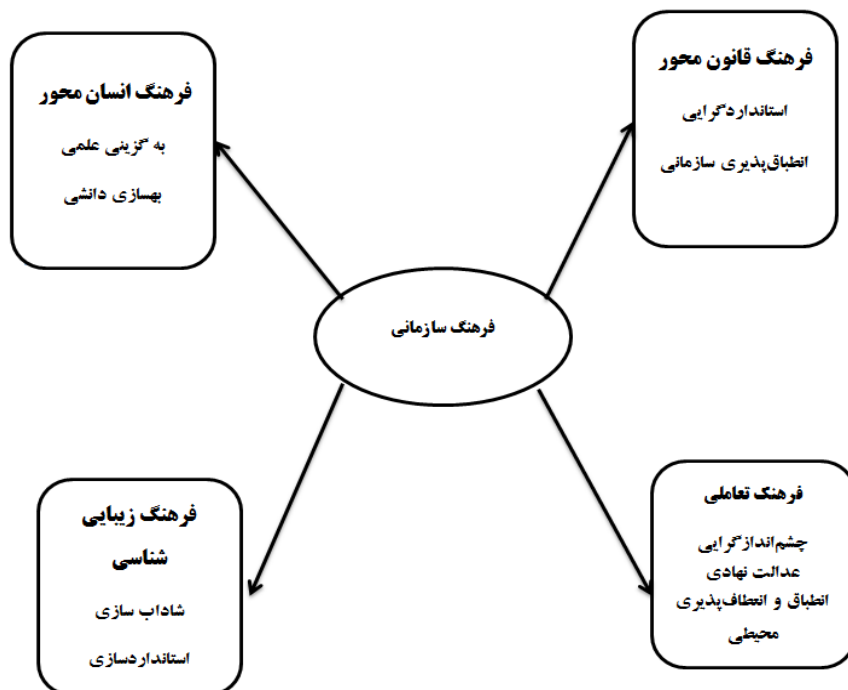 فرهنگ قانون محور
استانداردگرایی
انطباق‌پذیری سازمانی
فرهنگ انسان محور
به گزینی علمی
بهسازی دانشی
فرهنگ سازمانی
فرهنک تعاملی
چشم‌اندازگرایی
عدالت نهادی
انطباق و انعطاف‌پذیری
محیطی
فرهنگ زیبایی
شناسی
شاداب سازی
استانداردسازی